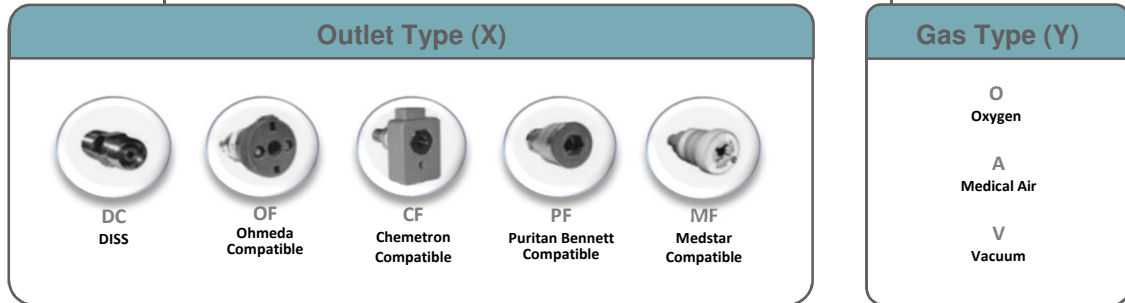 Outlet Type (X)
DC
DISS
OF
Ohmeda
Compatible
CF
Chemetron
Compatible
PF
Puritan Bennett
Compatible
MF
Medstar
Compatible
Gas Type (Y)
O
Oxygen
A
Medical Air
V
Vacuum